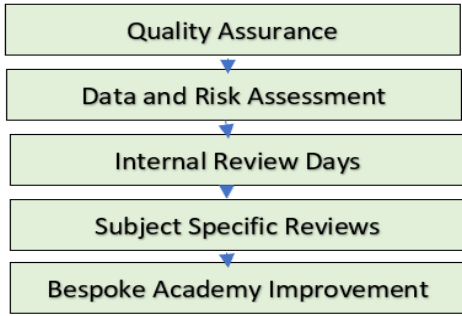 Quality Assurance
Data and Risk Assessment
Internal Review Days
Subject Specific Reviews
Bespoke Academy Improvement